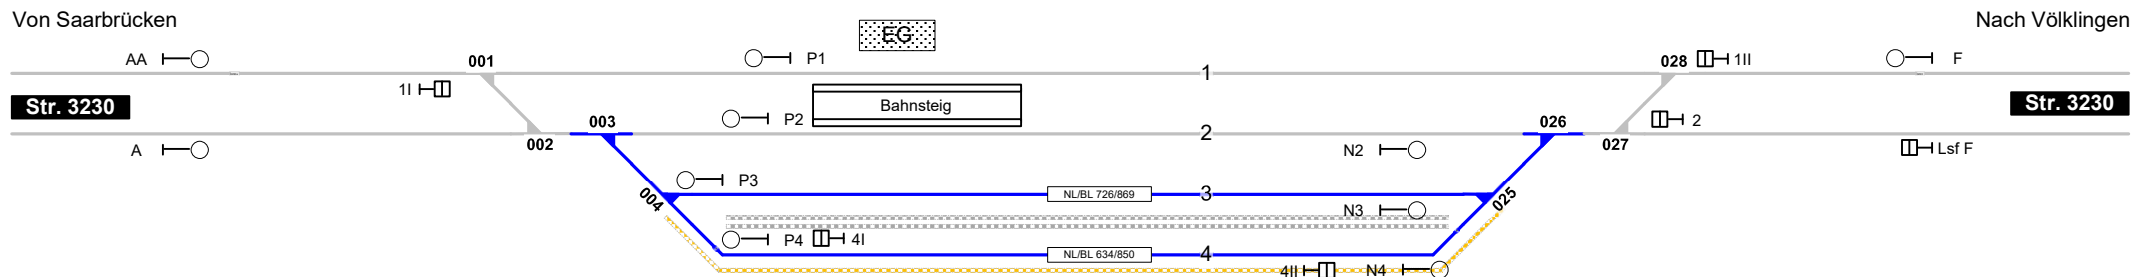 Von Saarbrücken
Nach Völklingen
EG
AA
001
P1
028
1II
F
1I
1
Str. 3230
Bahnsteig
Str. 3230
003
P2
026
2
2
A
002
N2
027
Lsf F
P3
004
NL/BL 726/869
3
025
N3
P4
4I
NL/BL 634/850
4
4II
N4